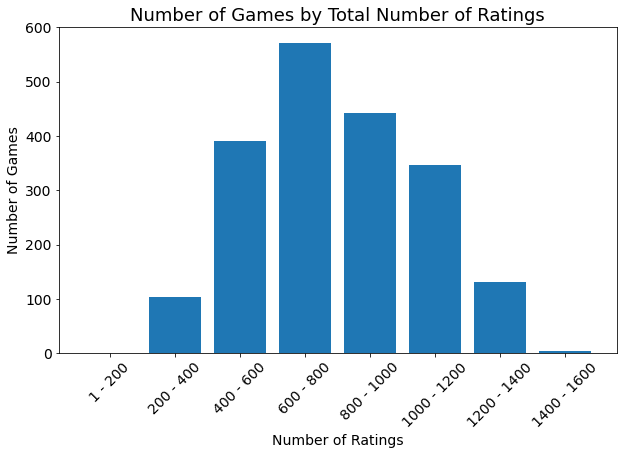 Number of Games by Total Number of Ratings
600
500
400
300
200
100
0
Number of Games
1 - 200
200 - 400
400 - 600
600 - 800
800 - 1000
1000 - 1200
1200 - 1400
1400 - 1600
Number of Ratings